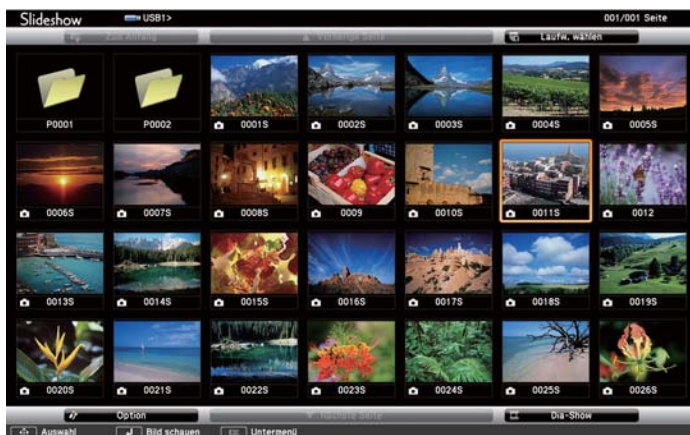 Slideshow USB1> 001/001 Seite
Zum Anfang Vorherige Seite Laufw. wählen
P0001 P0002 0001S 0002S 0003S 0004S 0005S
0006S 0007S 0008S 0009 0010S 0011S 0012
0013S 0014S 0015S 0016S 0017S 0018S 0019S
0020S 0021S 0022S 0023S 0024S 0025S 0026S
Option Nächste Seite Dia-Show
Auswahl Bild schauen Untermenü